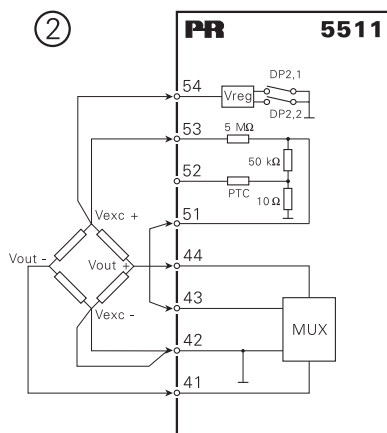 2
PR 5511
54
Vreg
DP2,1
DP2,2
53
5 MΩ
50 kΩ
52
PTC
10 Ω
Vexc +
51
Vout -
Vout +
44
43
Vexc -
MUX
42
41